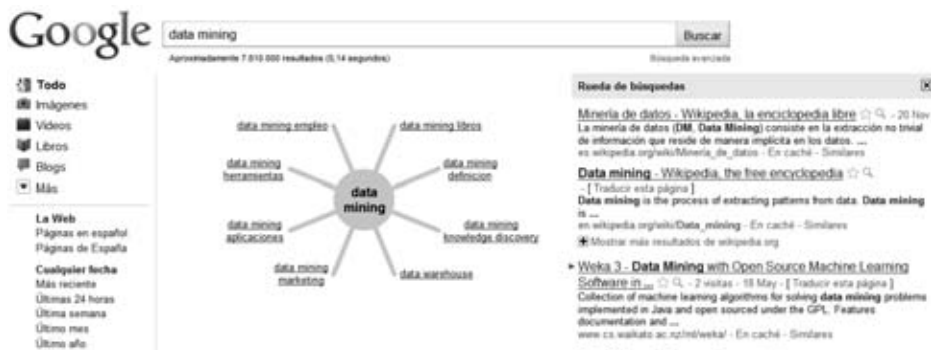 Google
data mining
Buscar
Aproximadamente 7.010.000 resultados (0,14 segundos)
Búsqueda avanzada
Todo
Imágenes
Videos
Libros
Blogs
Más
La Web
Páginas en español
Páginas de España
Cualquier fecha
Más reciente
Últimas 24 horas
Última semana
Último mes
Último año
data mining empleo
data mining libros
data mining
herramientas
data mining
definicion
data
mining
data mining
aplicaciones
data mining
knowledge discovery
data mining
marketing
data warehouse
Rueda de búsquedas
Minería de datos - Wikipedia, la enciclopedia libre - 20 Nov
La minería de datos (DM, Data Mining) consiste en la extracción no trivial
de información que reside de manera implícita en los datos. ...
es.wikipedia.org/wiki/Minería_de_datos - En caché - Similares
Data mining - Wikipedia, the free encyclopedia
- [ Traducir esta página ]
Data mining is the process of extracting patterns from data. Data mining
is ...
en.wikipedia.org/wiki/Data_mining - En caché - Similares
Mostrar más resultados de wikipedia.org
Weka 3 - Data Mining with Open Source Machine Learning
Software in ... - 2 visitas - 18 May - [ Traducir esta página ]
Collection of machine learning algorithms for solving data mining problems
implemented in Java and open sourced under the GPL. Features
documentation and ...
www.cs.waikato.ac.nz/ml/weka/ - En caché - Similares